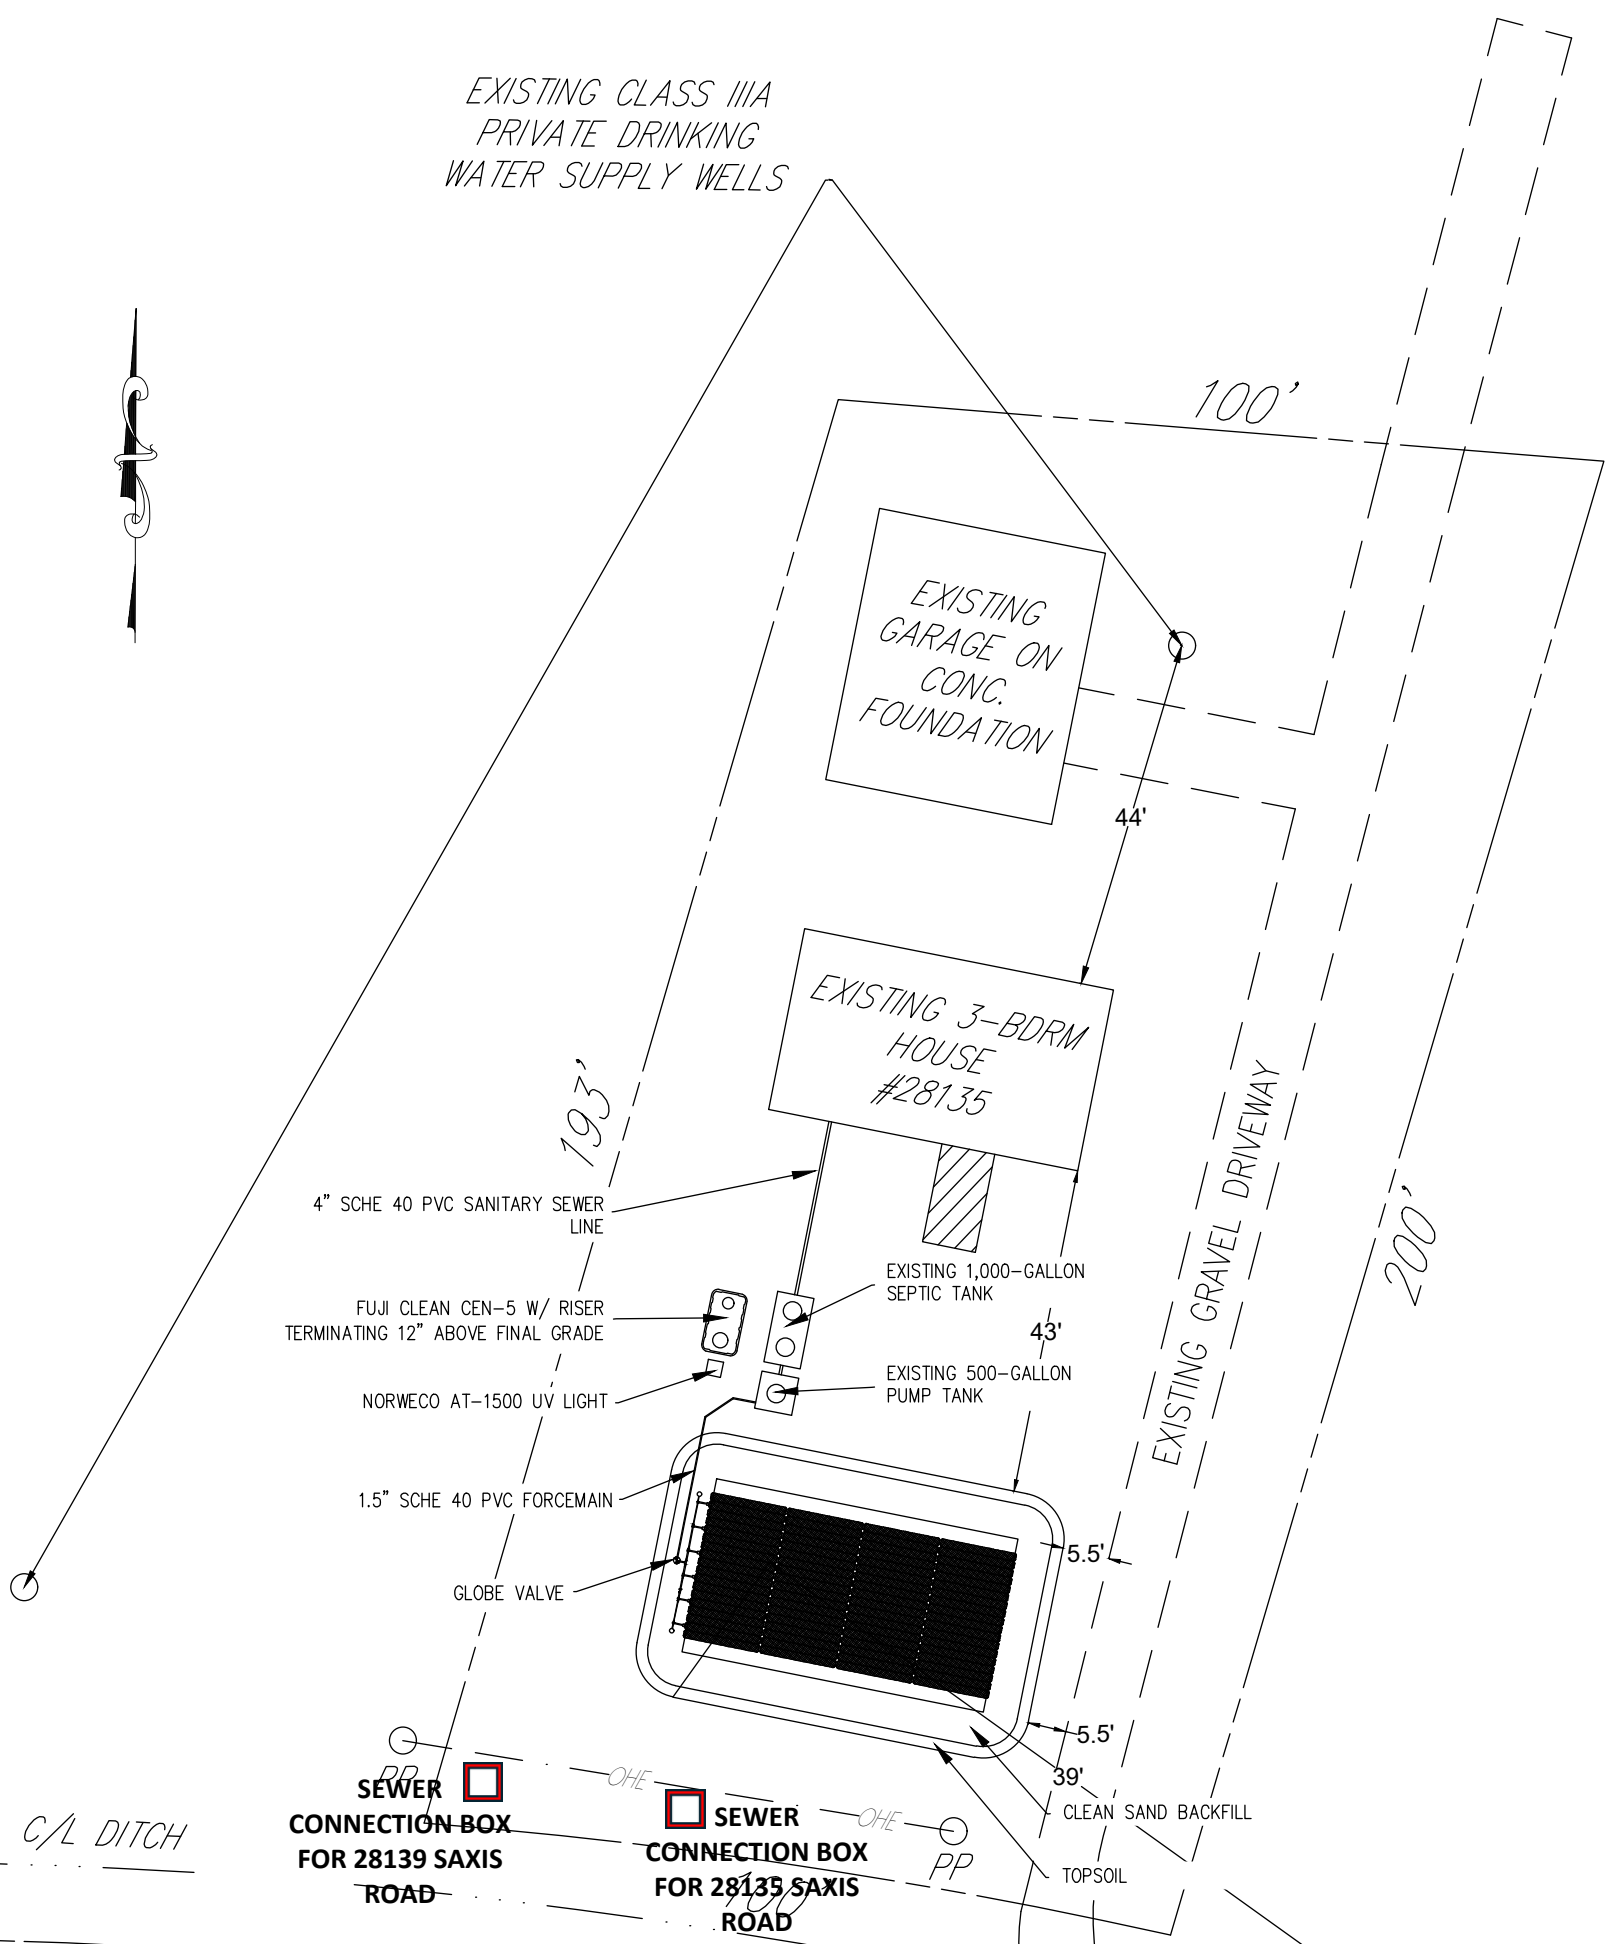 EXISTING CLASS IIIA
PRIVATE DRINKING
WATER SUPPLY WELLS
100'
EXISTING
GARAGE ON
CONC.
FOUNDATION
44'
EXISTING 3-BDRM
HOUSE
#28135
193'
EXISTING GRAVEL DRIVEWAY
200'
4" SCHE 40 PVC SANITARY SEWER
LINE
EXISTING 1,000-GALLON
SEPTIC TANK
FUJI CLEAN CEN-5 W/ RISER
TERMINATING 12" ABOVE FINAL GRADE
43'
EXISTING 500-GALLON
PUMP TANK
NORWECO AT-1500 UV LIGHT
1.5" SCHE 40 PVC FORCEMAIN
5.5'
GLOBE VALVE
5.5'
39'
PP
OHE
OHE
PP
SEWER
CONNECTION BOX
FOR 28139 SAXIS
ROAD
SEWER
CONNECTION BOX
FOR 28135 SAXIS
ROAD
CLEAN SAND BACKFILL
C/L DITCH
TOPSOIL
100'